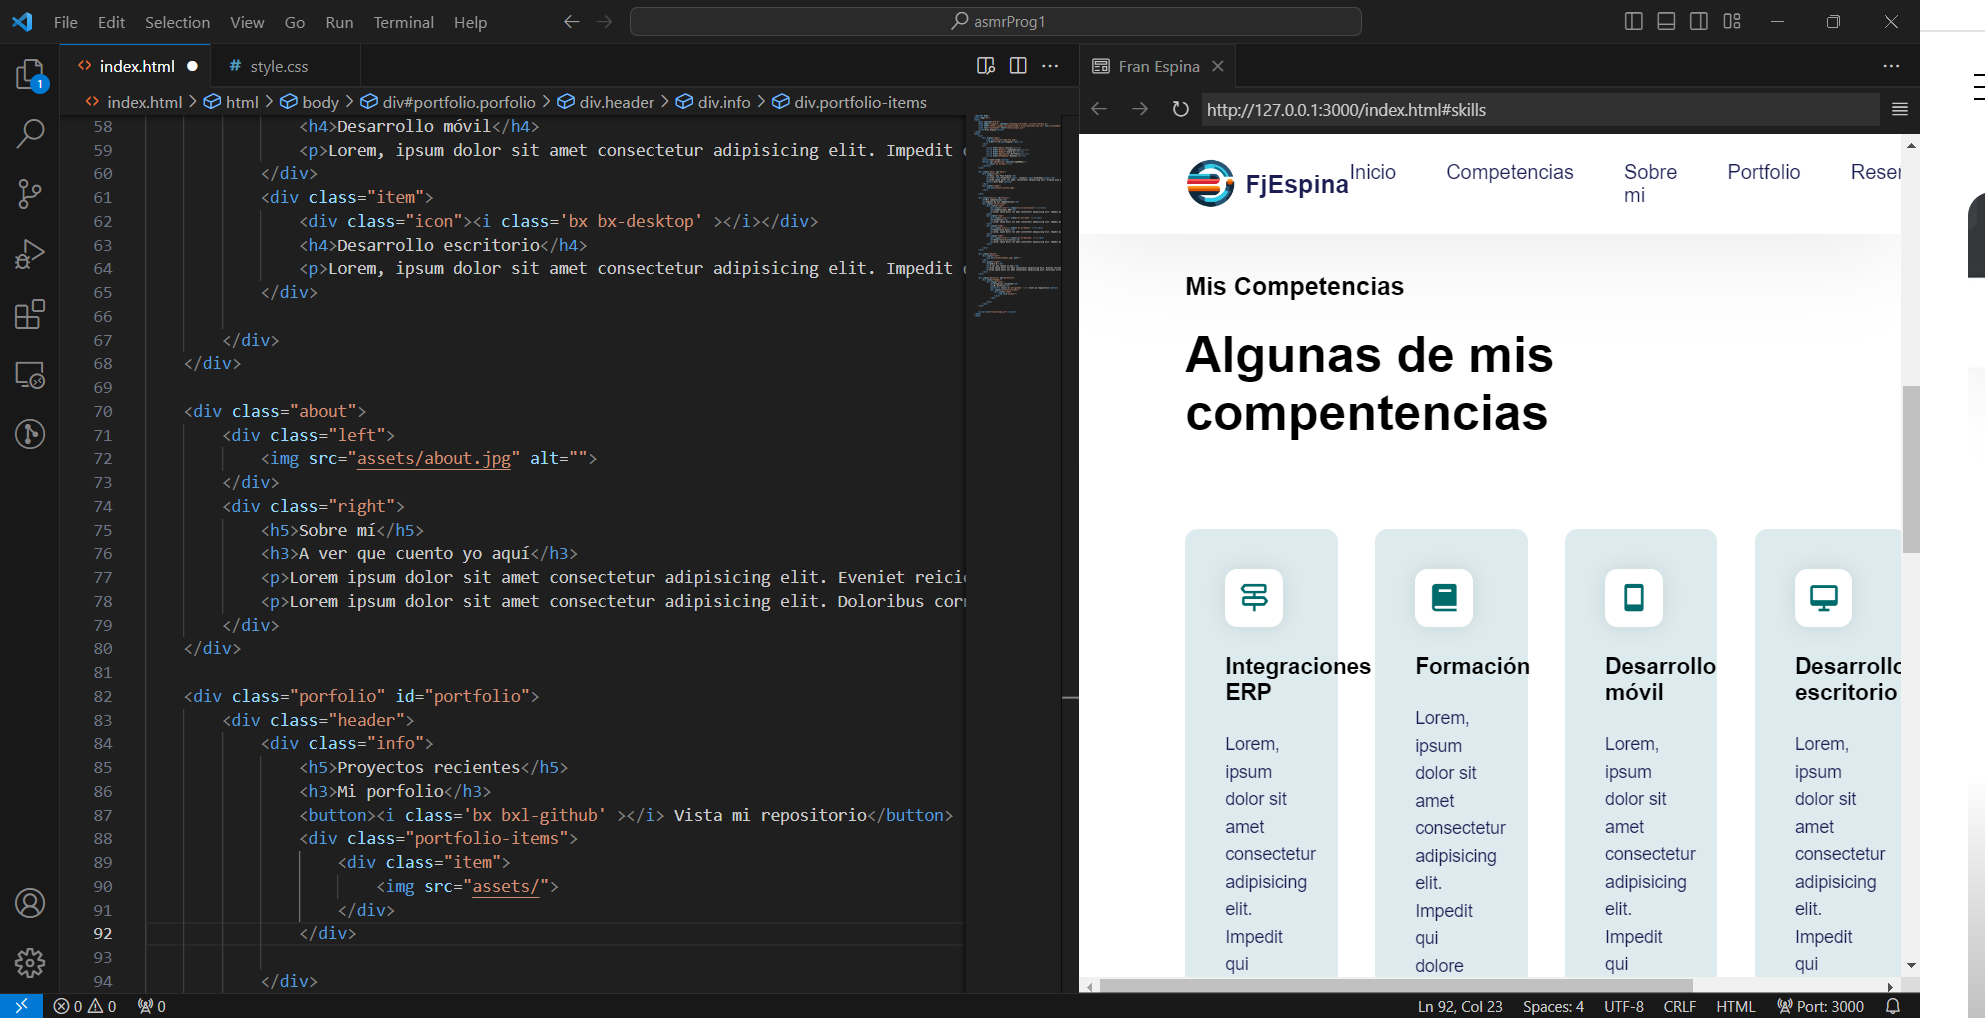 File Edit Selection View Go Run Terminal Help asmrProg1
index.html style.css
index.html html body div#portfolio.porfolio div.header div.info div.portfolio-items
58 <h4>Desarrollo móvil</h4>
59 <p>Lorem, ipsum dolor sit amet consectetur adipisicing elit. Impedit
60 </div>
61 <div class="item">
62 <div class="icon"><i class='bx bx-desktop' ></i></div>
63 <h4>Desarrollo escritorio</h4>
64 <p>Lorem, ipsum dolor sit amet consectetur adipisicing elit. Impedit
65 </div>
66
67 </div>
68 </div>
69
70 <div class="about">
71 <div class="left">
72 <img src="assets/about.jpg" alt="">
73 </div>
74 <div class="right">
75 <h5>Sobre mí</h5>
76 <h3>A ver que cuento yo aquí</h3>
77 <p>Lorem ipsum dolor sit amet consectetur adipisicing elit. Eveniet reici
78 <p>Lorem ipsum dolor sit amet consectetur adipisicing elit. Doloribus cor
79 </div>
80 </div>
81
82 <div class="porfolio" id="portfolio">
83 <div class="header">
84 <div class="info">
85 <h5>Proyectos recientes</h5>
86 <h3>Mi porfolio</h3>
87 <button><i class='bx bxl-github' ></i> Vista mi repositorio</button>
88 <div class="portfolio-items">
89 <div class="item">
90 <img src="assets/">
91 </div>
92 </div>
93
94 </div>
1
Fran Espina
http://127.0.0.1:3000/index.html#skills
FjEspina Inicio Competencias Sobre mi Portfolio Reser
Mis Competencias
Algunas de mis
compentencias
Integraciones
ERP
Lorem,
ipsum
dolor sit
amet
consectetur
adipisicing
elit.
Impedit
qui
Formación
Lorem,
ipsum
dolor sit
amet
consectetur
adipisicing
elit.
Impedit
qui
dolore
Desarrollo
móvil
Lorem,
ipsum
dolor sit
amet
consectetur
adipisicing
elit.
Impedit
qui
Desarrollo
escritorio
Lorem,
ipsum
dolor sit
amet
consectetur
adipisicing
elit.
Impedit
qui
0 0 0 Ln 92, Col 23 Spaces: 4 UTF-8 CRLF HTML Port: 3000